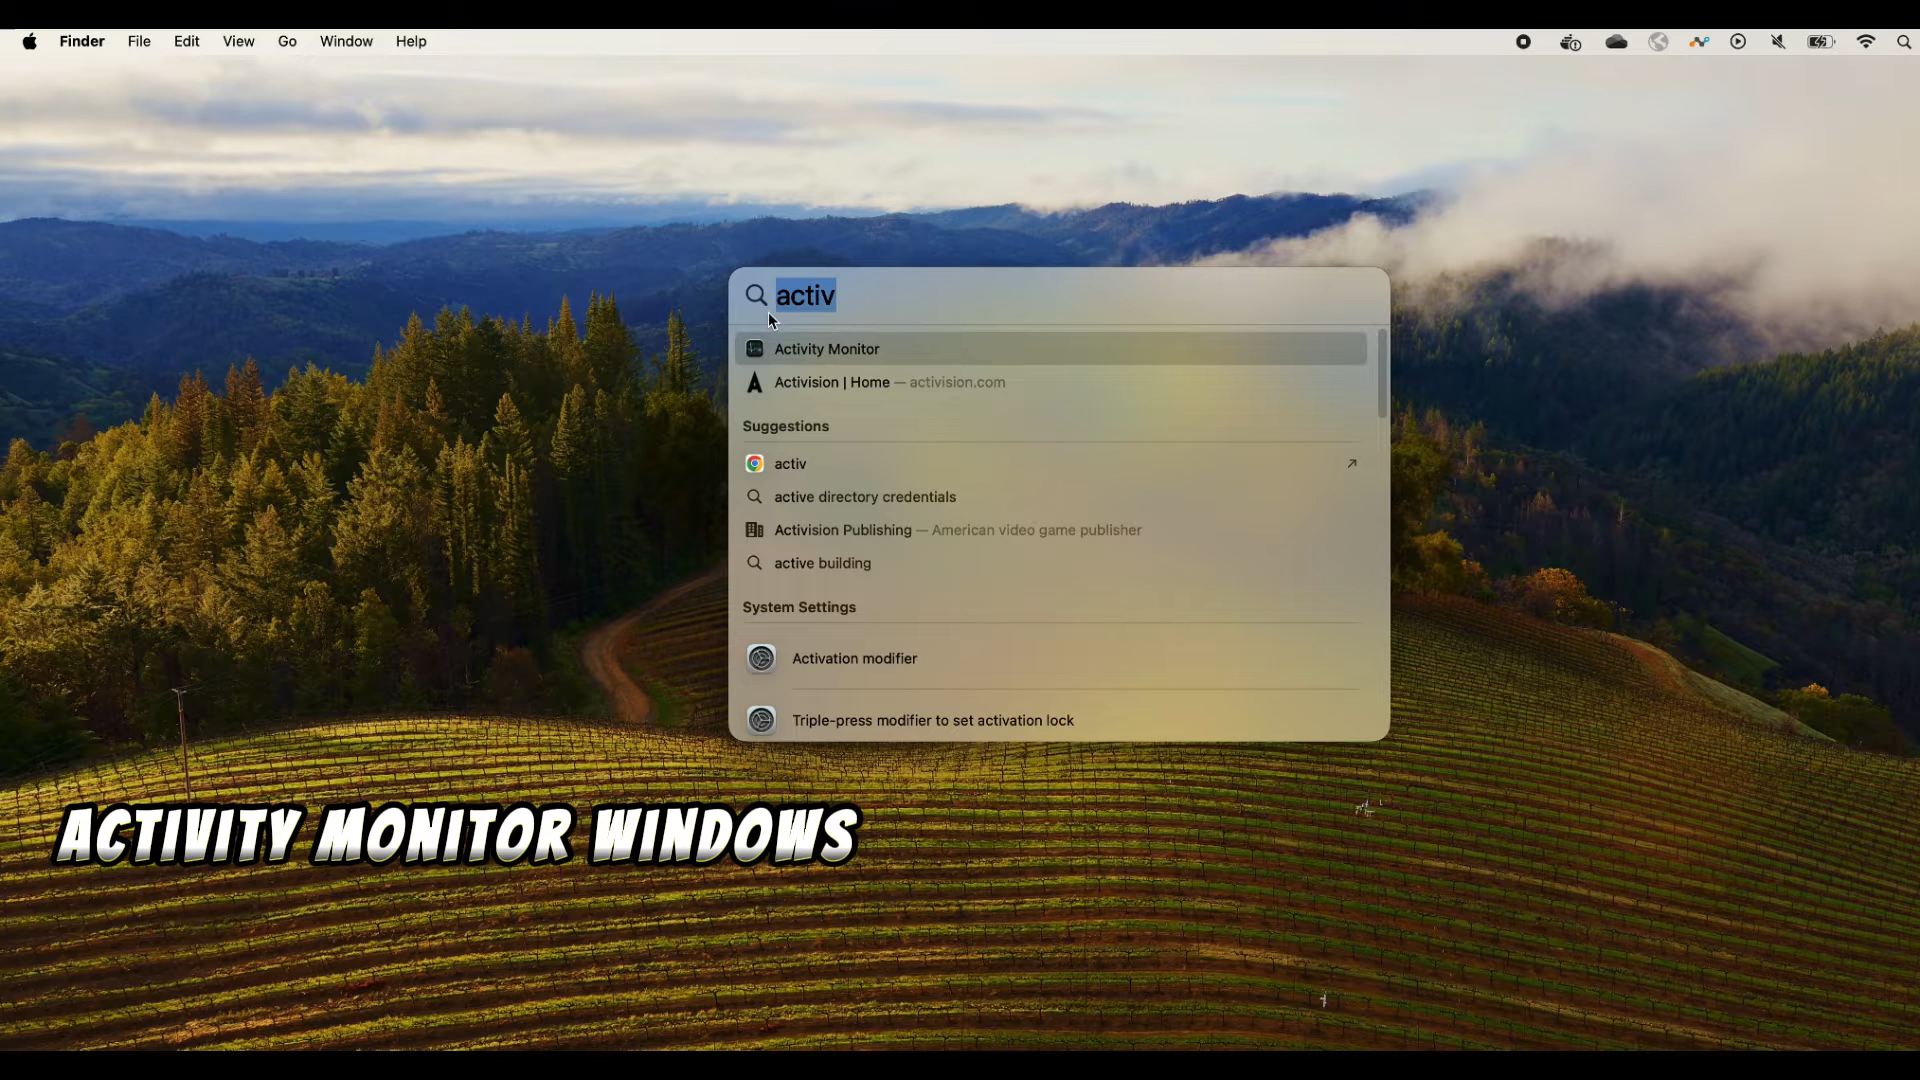 Finder File Edit View Go Window Help
activ
Activity Monitor
Activision | Home — activision.com
Suggestions
activ
active directory credentials
Activision Publishing — American video game publisher
active building
System Settings
Activation modifier
Triple-press modifier to set activation lock
ACTIVITY MONITOR WINDOWS